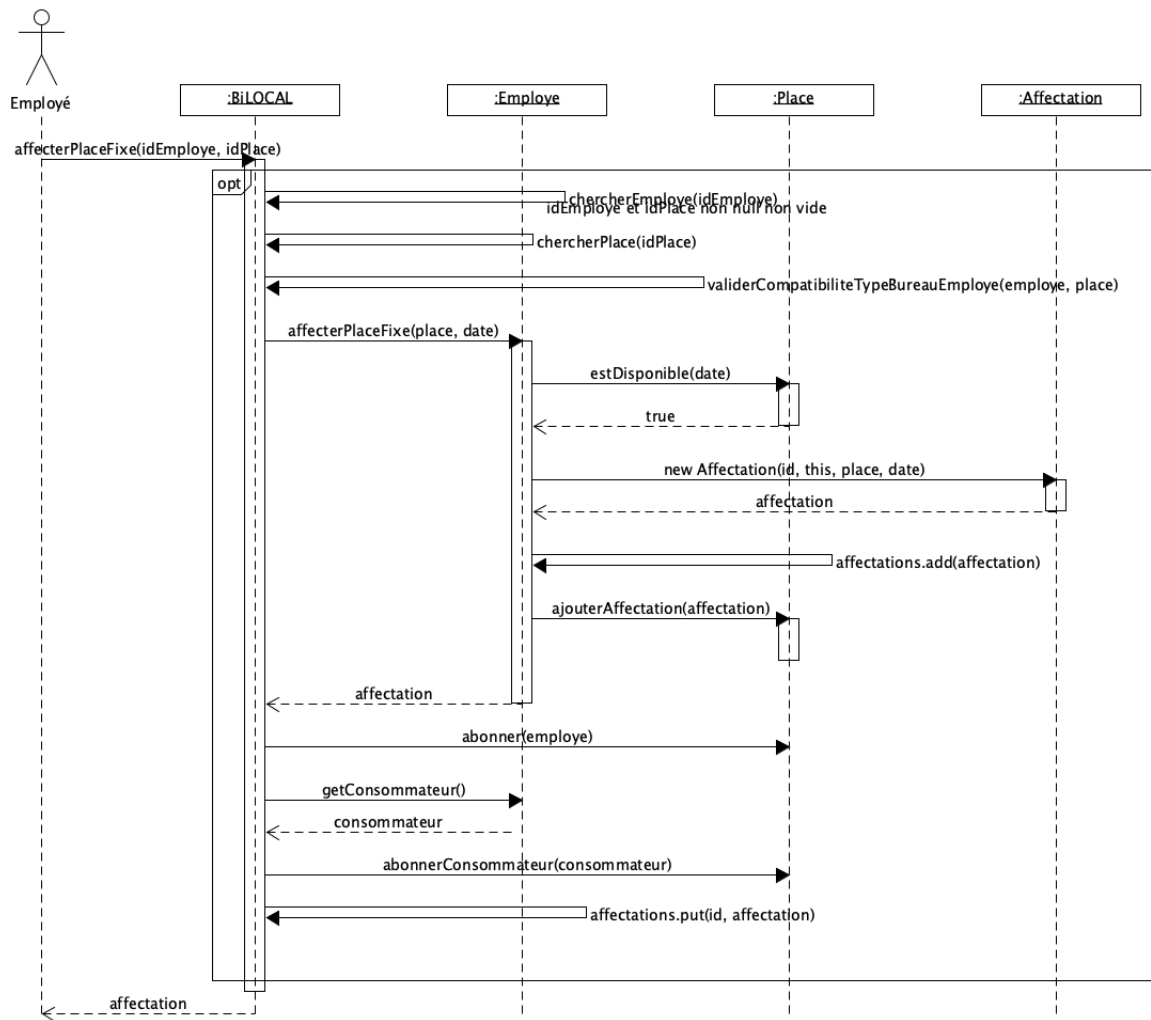 Employé
:BiLOCAL
:Employe
:Place
:Affectation
affecterPlaceFixe(idEmploye, idPlace)
opt
chercherEmploye(idEmploye)
idEmploye et idPlace non null non vide
chercherPlace(idPlace)
validerCompatibiliteTypeBureauEmploye(employe, place)
affecterPlaceFixe(place, date)
estDisponible(date)
true
new Affectation(id, this, place, date)
affectation
affectations.add(affectation)
ajouterAffectation(affectation)
affectation
abonner(employe)
getConsommateur()
consommateur
abonnerConsommateur(consommateur)
affectations.put(id, affectation)
affectation